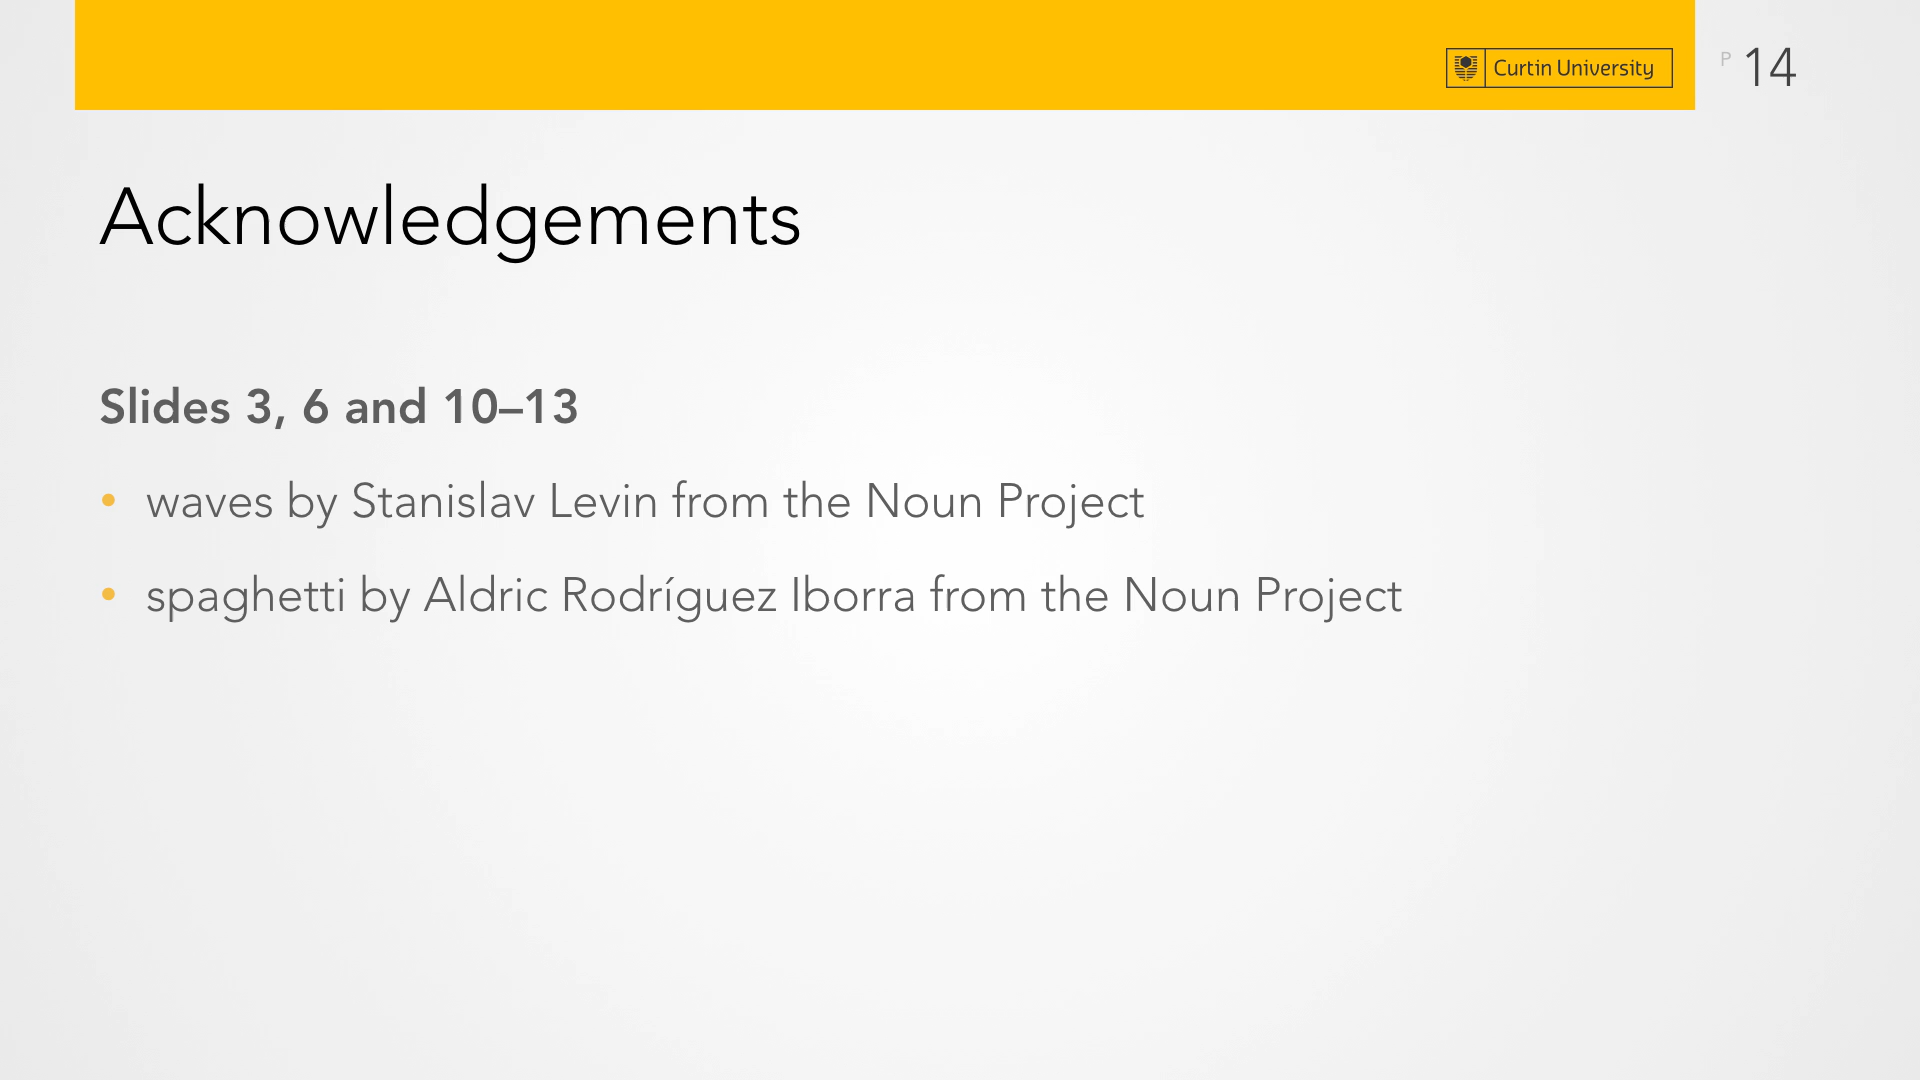 Curtin University
P 14
Acknowledgements
Slides 3, 6 and 10–13
• waves by Stanislav Levin from the Noun Project
• spaghetti by Aldric Rodríguez Iborra from the Noun Project